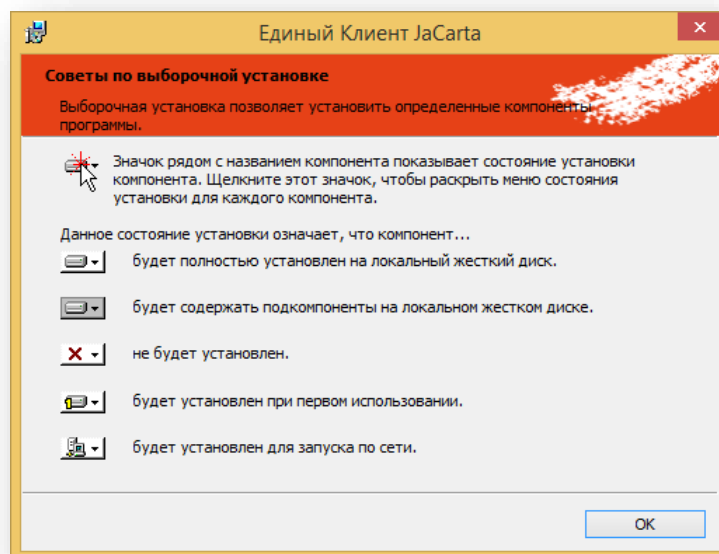 Единый Клиент JaCarta
Советы по выборочной установке
Выборочная установка позволяет установить определенные компоненты
программы.
Значок рядом с названием компонента показывает состояние установки
компонента. Щелкните этот значок, чтобы раскрыть меню состояния
установки для каждого компонента.
Данное состояние установки означает, что компонент...
будет полностью установлен на локальный жесткий диск.
будет содержать подкомпоненты на локальном жестком диске.
не будет установлен.
будет установлен при первом использовании.
будет установлен для запуска по сети.
OK